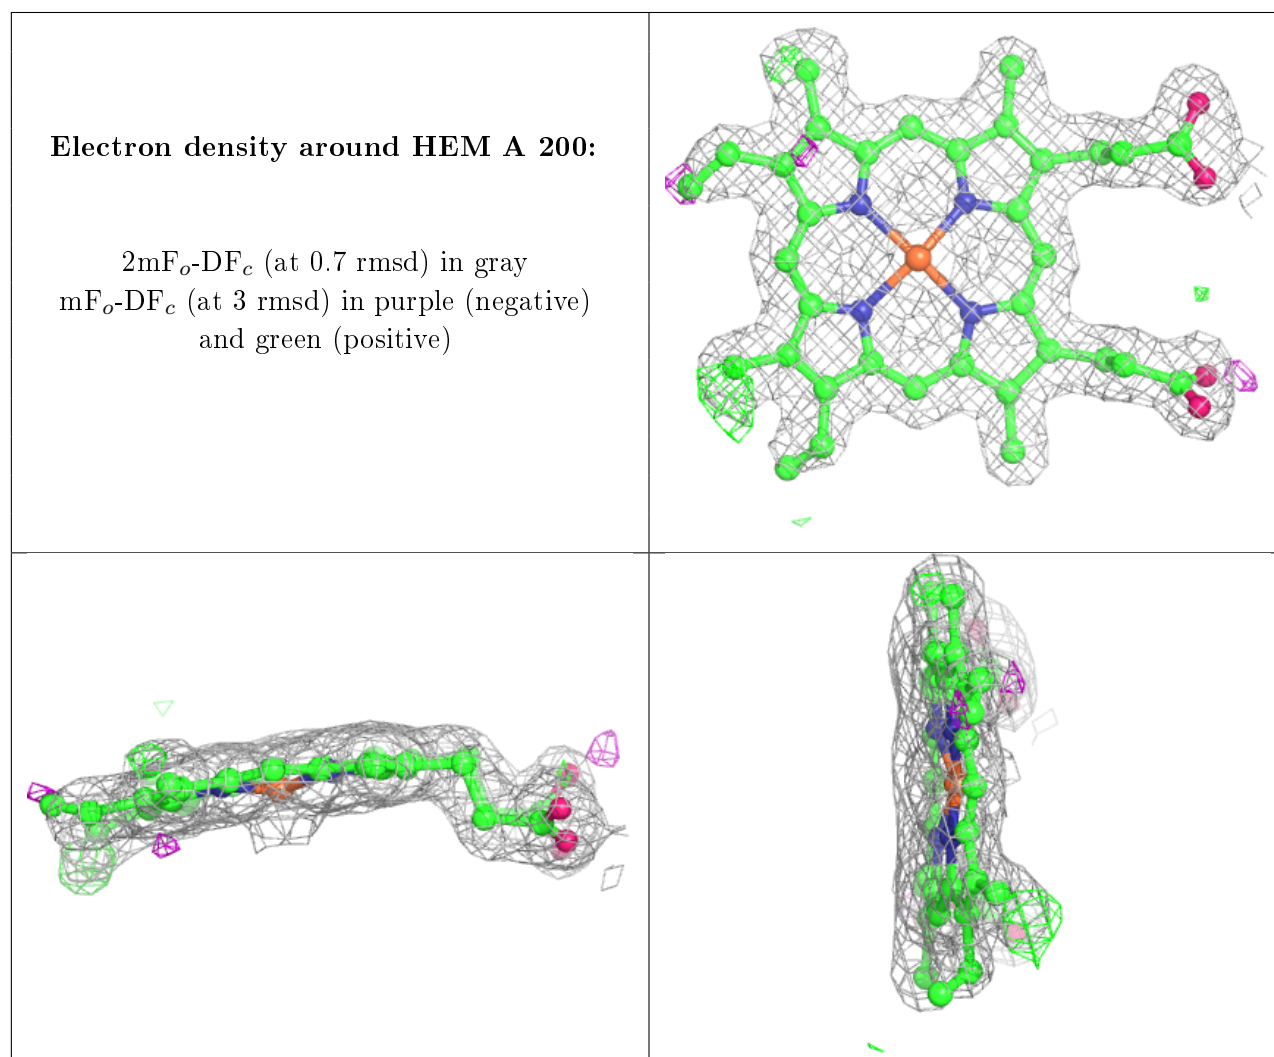 Electron density around HEM A 200:
2mFo-DFc (at 0.7 rmsd) in gray
mFo-DFc (at 3 rmsd) in purple (negative)
and green (positive)